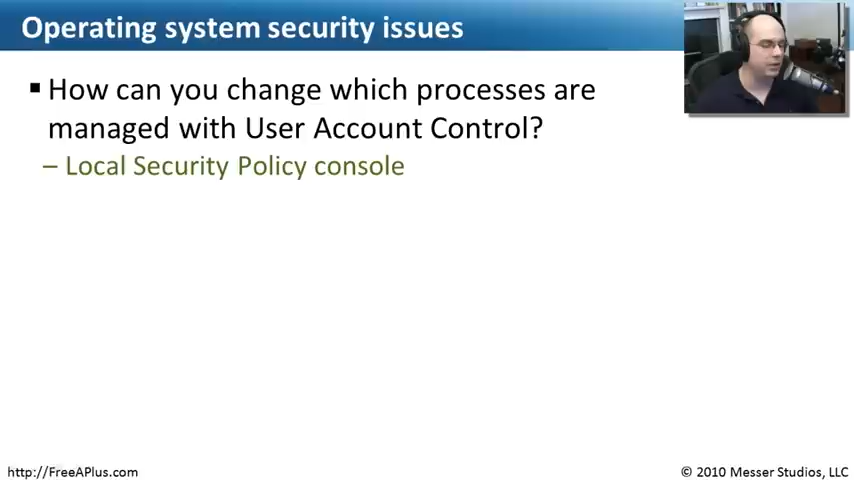 Operating system security issues
▪ How can you change which processes are
managed with User Account Control?
– Local Security Policy console
http://FreeAPlus.com
© 2010 Messer Studios, LLC